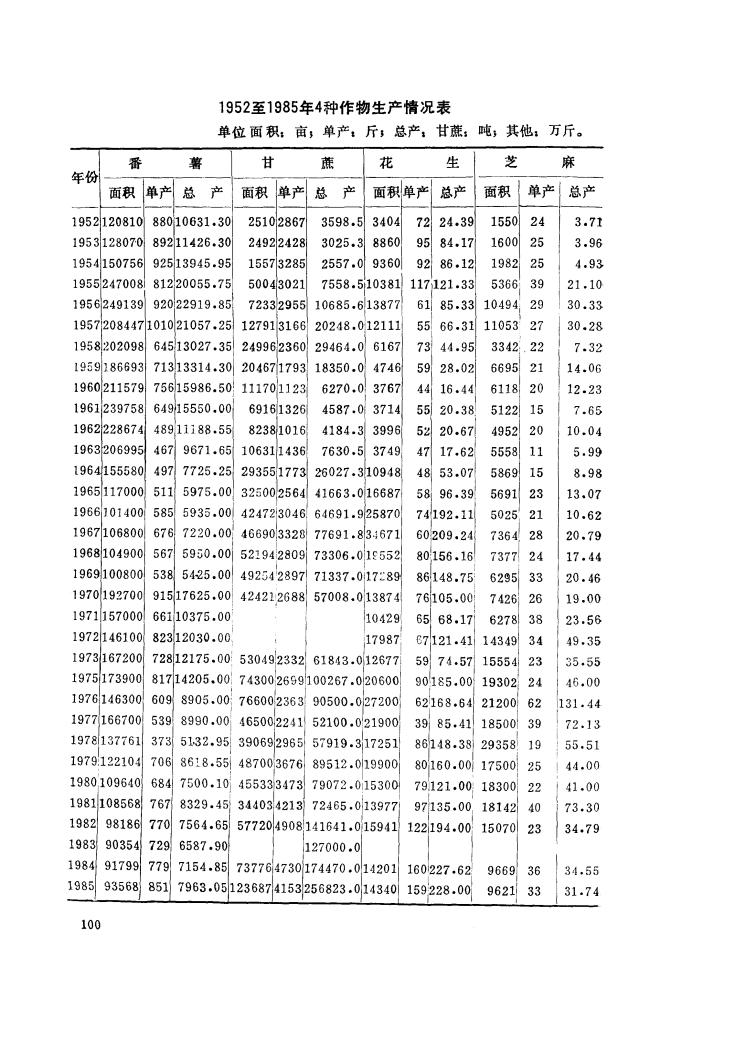 1952至1985年4种作物生产情况表
单位面积：亩；单产：斤；总产：甘蔗：吨；其他：万斤。
年份 番薯 甘蔗 花生 芝麻
面积 单产 总产 面积 单产 总产 面积 单产 总产 面积 单产 总产
1952 120810 880 10631.30 2510 2867 3598.5 3404 72 24.39 1550 24 3.71
1953 128070 892 11426.30 2492 2428 3025.3 8860 95 84.17 1600 25 3.96
1954 150756 925 13945.95 1557 3285 2557.0 9360 92 86.12 1982 25 4.93
1955 247008 812 20055.75 5004 3021 7558.5 10381 117 121.33 5366 39 21.10
1956 249139 920 22919.85 7233 2955 10685.6 13877 61 85.33 10494 29 30.33
1957 208447 1010 21057.25 12791 3166 20248.0 12111 55 66.31 11053 27 30.28
1958 202098 645 13027.35 24996 2360 29464.0 6167 73 44.95 3342 22 7.32
1959 186693 713 13314.30 20467 1793 18350.0 4746 59 28.02 6695 21 14.06
1960 211579 756 15986.50 11170 1123 6270.0 3767 44 16.44 6118 20 12.23
1961 239758 649 15550.00 6916 1326 4587.0 3714 55 20.38 5122 15 7.65
1962 228674 489 11188.55 8238 1016 4184.3 3996 52 20.67 4952 20 10.04
1963 206995 467 9671.65 10631 1436 7630.5 3749 47 17.62 5558 11 5.99
1964 155580 497 7725.25 29355 1773 26027.3 10948 48 53.07 5869 15 8.98
1965 117000 511 5975.00 32500 2564 41663.0 16687 58 96.39 5691 23 13.07
1966 101400 585 5935.00 42472 3046 64691.9 25870 74 192.11 5025 21 10.62
1967 106800 676 7220.00 46690 3328 77691.8 34671 60 209.24 7364 28 20.79
1968 104900 567 5950.00 52194 2809 73306.0 80 156.16 7377 24 17.44
1969 100800 538 5425.00 49254 2897 71337.0 86 148.75 6295 33 20.46
1970 192700 915 17625.00 42421 2688 57008.0 13874 76 105.00 7426 26 19.00
1971 157000 661 10375.00 10429 65 68.17 6278 38 23.56
1972 146100 823 12030.00 17987 67 121.41 14349 34 49.35
1973 167200 728 12175.00 53049 2332 61843.0 12677 59 74.57 15554 23 35.55
1975 173900 817 14205.00 74300 2699 100267.0 20600 90 185.00 19302 24 46.00
1976 146300 609 8905.00 76600 2363 90500.0 27200 62 168.64 21200 62 131.44
1977 166700 539 8990.00 46500 2241 52100.0 21900 39 85.41 18500 39 72.13
1978 137761 373 5132.95 39069 2965 57919.3 17251 86 148.38 29358 19 55.51
1979 122104 706 8618.55 48700 3676 89512.0 19900 80 160.00 17500 25 44.00
1980 109640 684 7500.10 45533 3473 79072.0 15300 79 121.00 18300 22 41.00
1981 108568 767 8329.45 34403 4213 72465.0 13977 97 135.00 18142 40 73.30
1982 98186 770 7564.65 57720 4908 141641.0 15941 122 194.00 15070 23 34.79
1983 90354 729 6587.90 127000.0
1984 91799 779 7154.85 73776 4730 174470.0 14201 160 227.62 9669 36 34.55
1985 93568 851 7963.05 123687 4153 256823.0 14340 159 228.00 9621 33 31.74
100